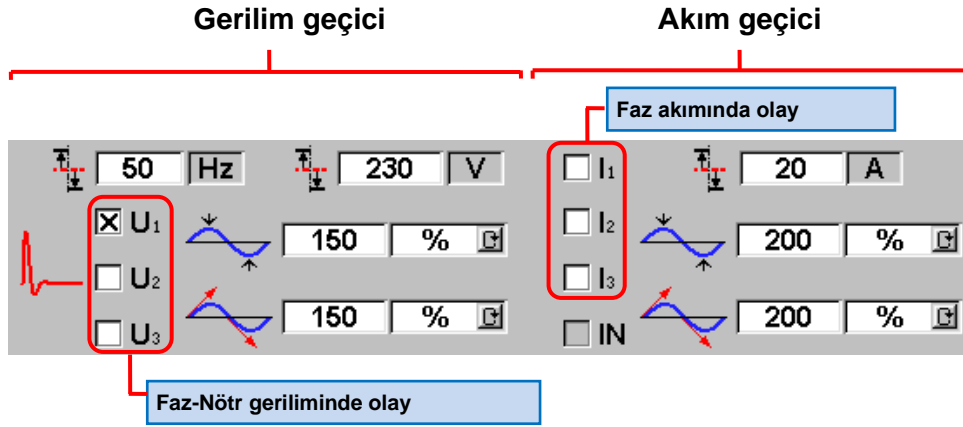 Gerilim geçici
Akım geçici
Faz akımında olay
50 Hz 230 V I1 20 A
U1 150 % I2 200 %
U2 I3
150 % 200 %
U3 IN
Faz-Nötr geriliminde olay